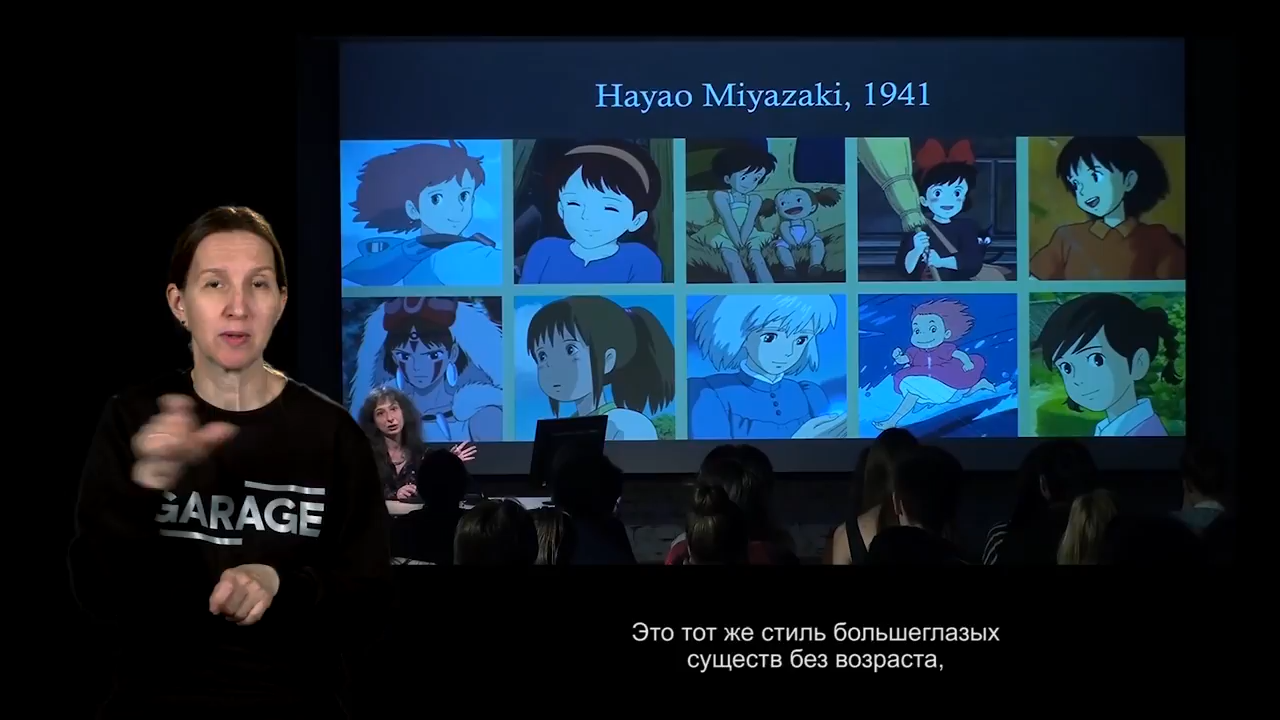 Hayao Miyazaki, 1941
GARAGE
Это тот же стиль большеглазых
существ без возраста,